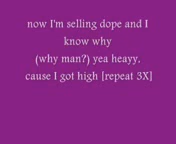 now I'm selling dope and I
know why
(why man?) yea heayy,
cause I got high [repeat 3X]